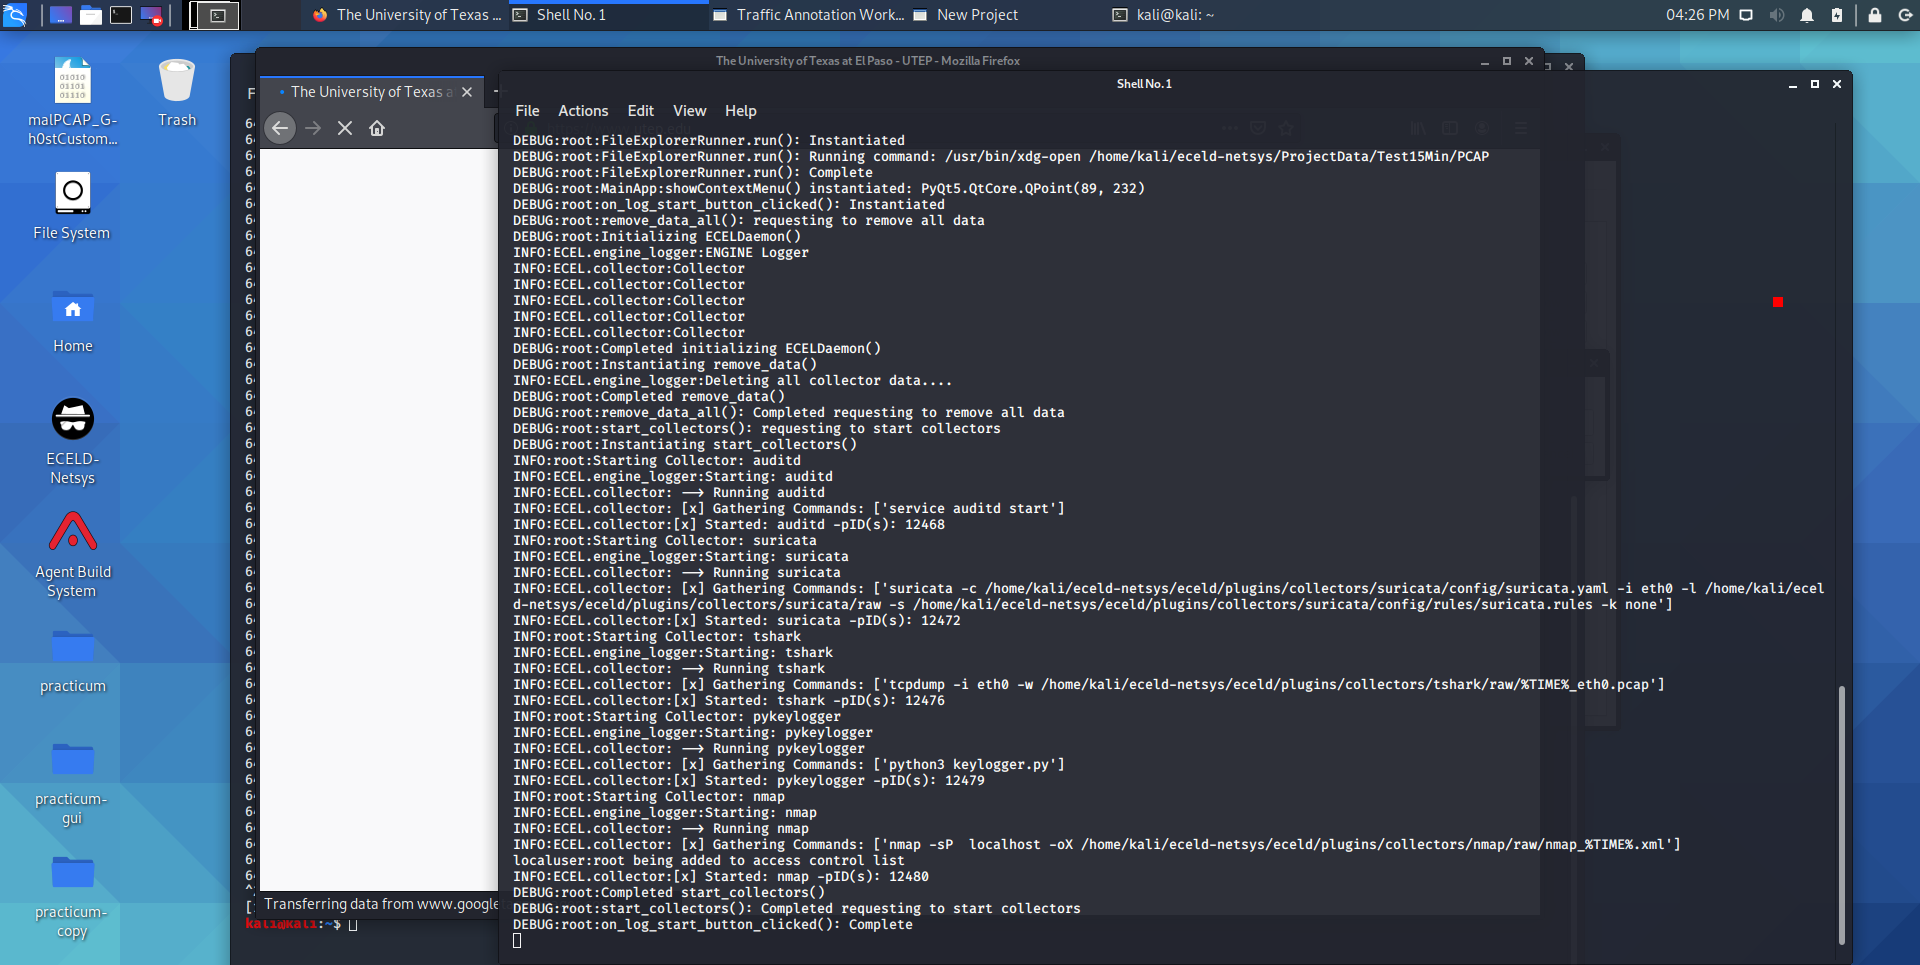 The University of Texas ...
Shell No. 1
Traffic Annotation Work...
New Project
kali@kali: ~
04:26 PM
malPCAP_G-
h0stCustom...
Trash
File System
Home
ECELD-
Netsys
Agent Build
System
practicum
practicum-
gui
practicum-
copy
The University of Texas at El Paso - UTEP - Mozilla Firefox
The University of Texas a
Transferring data from www.google
kali@kali:~$
Shell No. 1
File Actions Edit View Help
DEBUG:root:FileExplorerRunner.run(): Instantiated
DEBUG:root:FileExplorerRunner.run(): Running command: /usr/bin/xdg-open /home/kali/eceld-netsys/ProjectData/Test15Min/PCAP
DEBUG:root:FileExplorerRunner.run(): Complete
DEBUG:root:MainApp:showContextMenu() instantiated: PyQt5.QtCore.QPoint(89, 232)
DEBUG:root:on_log_start_button_clicked(): Instantiated
DEBUG:root:remove_data_all(): requesting to remove all data
DEBUG:root:Initializing ECELDaemon()
INFO:ECEL.engine_logger:ENGINE Logger
INFO:ECEL.collector:Collector
INFO:ECEL.collector:Collector
INFO:ECEL.collector:Collector
INFO:ECEL.collector:Collector
INFO:ECEL.collector:Collector
DEBUG:root:Completed initializing ECELDaemon()
DEBUG:root:Instantiating remove_data()
INFO:ECEL.engine_logger:Deleting all collector data....
DEBUG:root:Completed remove_data()
DEBUG:root:remove_data_all(): Completed requesting to remove all data
DEBUG:root:start_collectors(): requesting to start collectors
DEBUG:root:Instantiating start_collectors()
INFO:root:Starting Collector: auditd
INFO:ECEL.engine_logger:Starting: auditd
INFO:ECEL.collector: --> Running auditd
INFO:ECEL.collector: [x] Gathering Commands: ['service auditd start']
INFO:ECEL.collector:[x] Started: auditd -pID(s): 12468
INFO:root:Starting Collector: suricata
INFO:ECEL.engine_logger:Starting: suricata
INFO:ECEL.collector: --> Running suricata
INFO:ECEL.collector: [x] Gathering Commands: ['suricata -c /home/kali/eceld-netsys/eceld/plugins/collectors/suricata/config/suricata.yaml -i eth0 -l /home/kali/ecel
d-netsys/eceld/plugins/collectors/suricata/raw -s /home/kali/eceld-netsys/eceld/plugins/collectors/suricata/config/rules/suricata.rules -k none']
INFO:ECEL.collector:[x] Started: suricata -pID(s): 12472
INFO:root:Starting Collector: tshark
INFO:ECEL.engine_logger:Starting: tshark
INFO:ECEL.collector: --> Running tshark
INFO:ECEL.collector: [x] Gathering Commands: ['tcpdump -i eth0 -w /home/kali/eceld-netsys/eceld/plugins/collectors/tshark/raw/%TIME%_eth0.pcap']
INFO:ECEL.collector:[x] Started: tshark -pID(s): 12476
INFO:root:Starting Collector: pykeylogger
INFO:ECEL.engine_logger:Starting: pykeylogger
INFO:ECEL.collector: --> Running pykeylogger
INFO:ECEL.collector: [x] Gathering Commands: ['python3 keylogger.py']
INFO:ECEL.collector:[x] Started: pykeylogger -pID(s): 12479
INFO:root:Starting Collector: nmap
INFO:ECEL.engine_logger:Starting: nmap
INFO:ECEL.collector: --> Running nmap
INFO:ECEL.collector: [x] Gathering Commands: ['nmap -sP  localhost -oX /home/kali/eceld-netsys/eceld/plugins/collectors/nmap/raw/nmap_%TIME%.xml']
localuser:root being added to access control list
INFO:ECEL.collector:[x] Started: nmap -pID(s): 12480
DEBUG:root:Completed start_collectors()
DEBUG:root:start_collectors(): Completed requesting to start collectors
DEBUG:root:on_log_start_button_clicked(): Complete